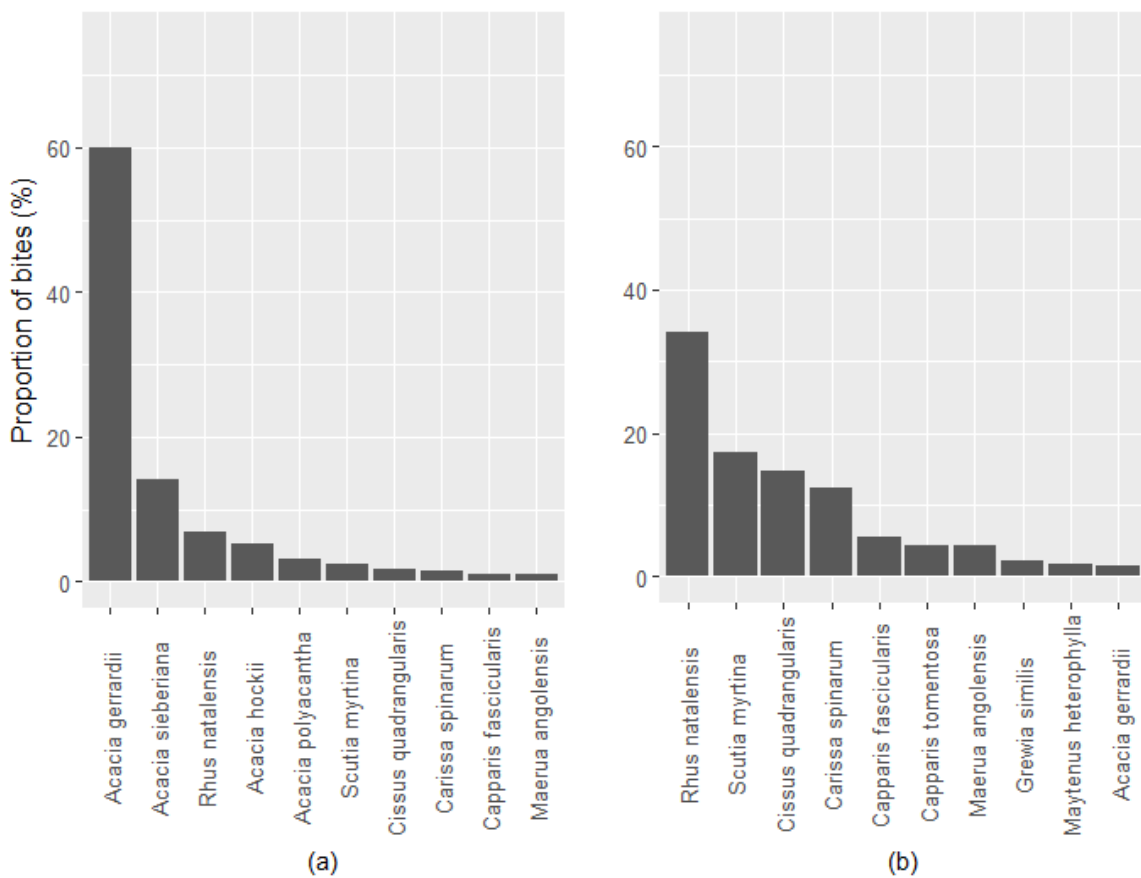 Proportion of bites (%)
60
40
20
0
Acacia gerrardii
Acacia sieberiana
Rhus natalensis
Acacia hockii
Acacia polyacantha
Scutia myrtina
Cissus quadrangularis
Carissa spinarum
Capparis fascicularis
Maerua angolensis
(a)
60
40
20
0
Rhus natalensis
Scutia myrtina
Cissus quadrangularis
Carissa spinarum
Capparis fascicularis
Capparis tomentosa
Maerua angolensis
Grewia similis
Maytenus heterophylla
Acacia gerrardii
(b)